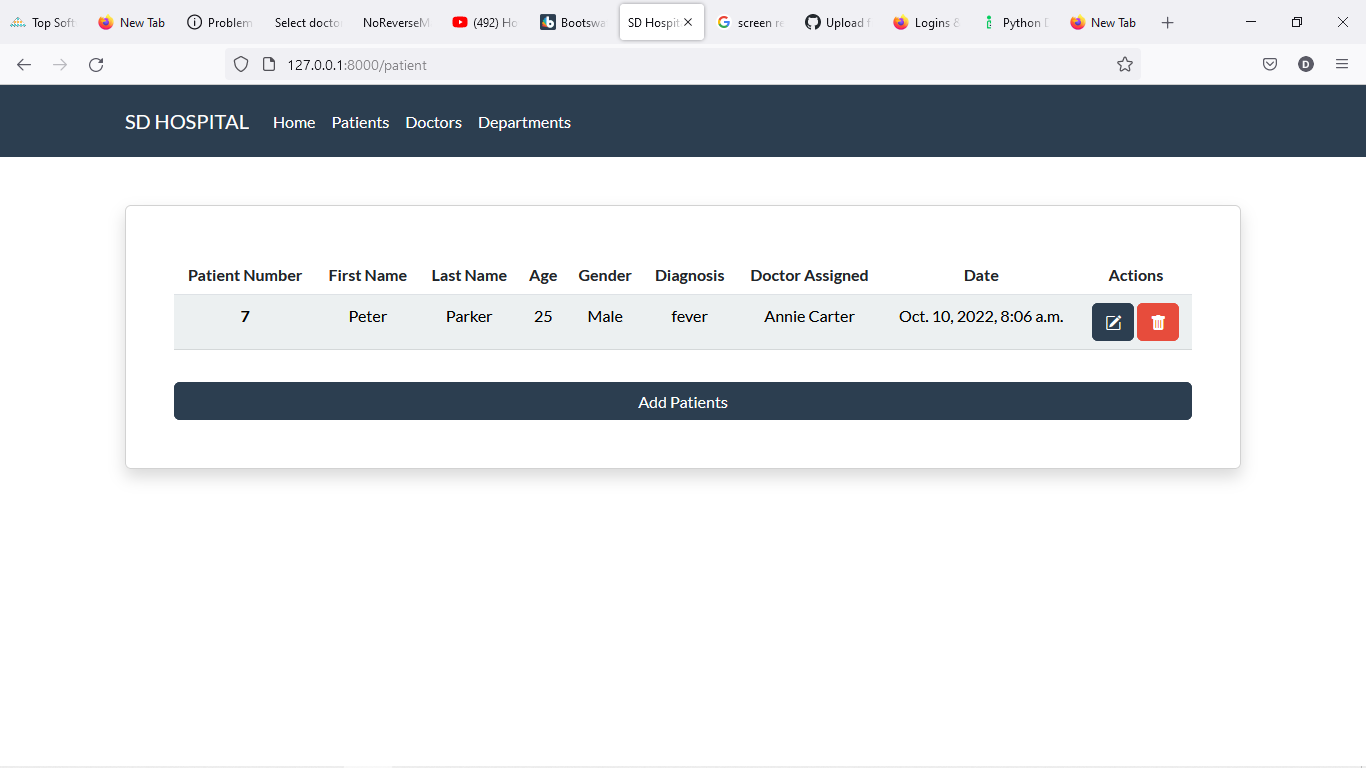 Top Soft New Tab Problem Select docto NoReverseM (492) Ho Bootswa SD Hospit screen re Upload f Logins & Python New Tab
127.0.0.1:8000/patient D
SD HOSPITAL Home Patients Doctors Departments
Patient Number First Name Last Name Age Gender Diagnosis Doctor Assigned Date Actions
7 Peter Parker 25 Male fever Annie Carter Oct. 10, 2022, 8:06 a.m.
Add Patients